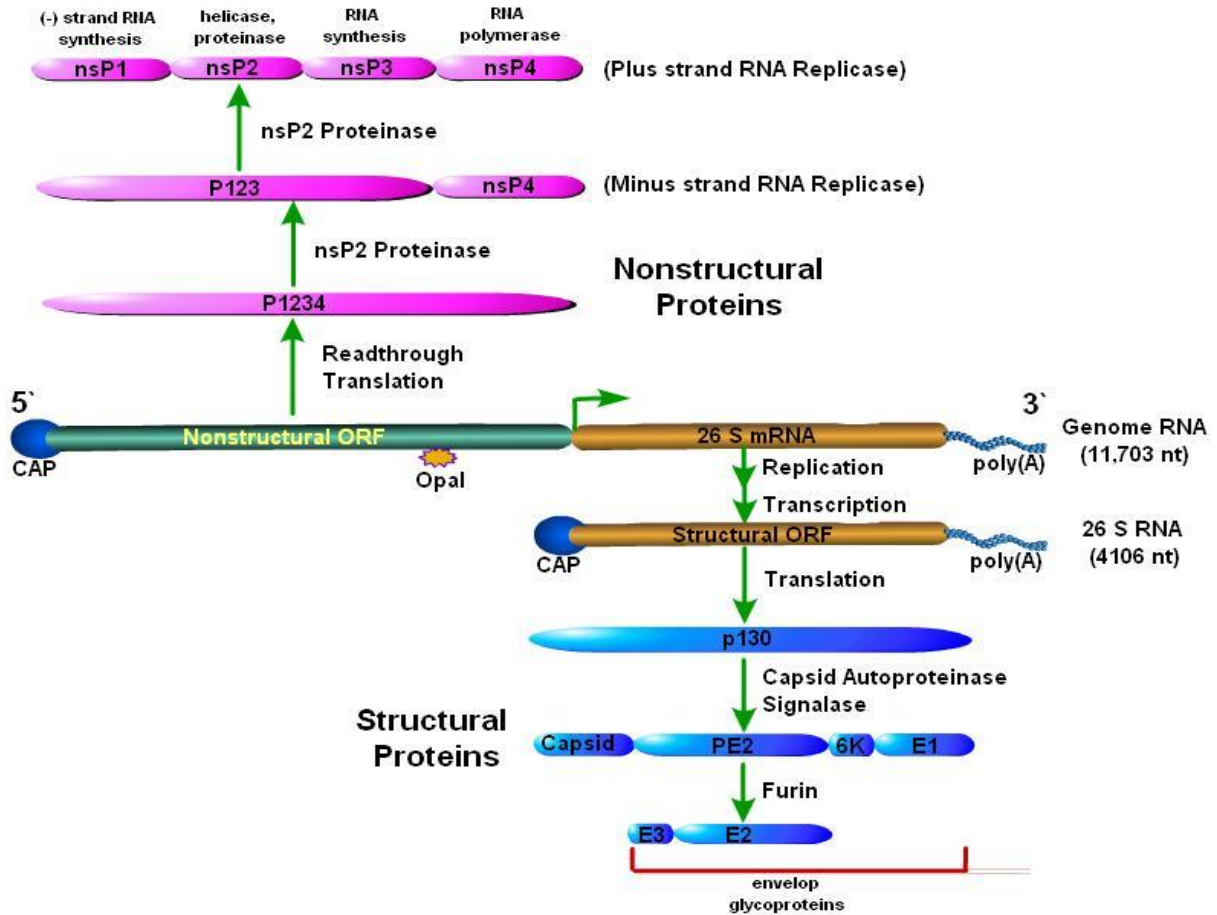 (-) strand RNA
synthesis
helicase,
proteinase
RNA
synthesis
RNA
polymerase
nsP1
nsP2
nsP3
nsP4
(Plus strand RNA Replicase)
nsP2 Proteinase
P123
nsP4
(Minus strand RNA Replicase)
nsP2 Proteinase
Nonstructural
Proteins
P1234
Readthrough
Translation
5`
3`
CAP
Nonstructural ORF
Opal
26 S mRNA
poly(A)
Genome RNA
(11,703 nt)
Replication
Transcription
CAP
Structural ORF
poly(A)
26 S RNA
(4106 nt)
Translation
p130
Capsid Autoproteinase
Signalase
Structural
Proteins
Capsid
PE2
6K
E1
Furin
E3
E2
envelop
glycoproteins